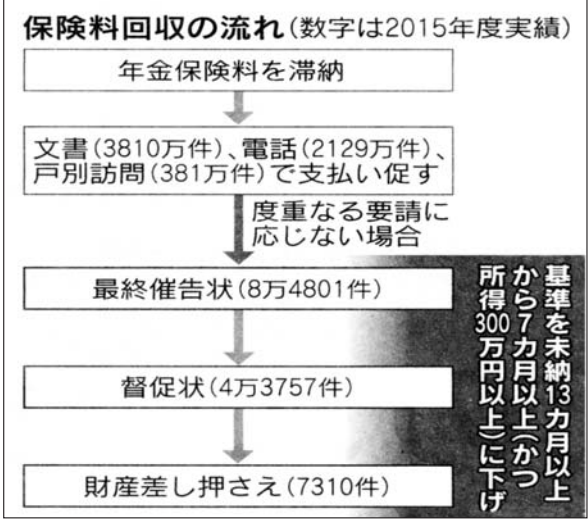 保険料回収の流れ(数字は2015年度実績)
年金保険料を滞納
文書(3810万件)、電話(2129万件)、
戸別訪問(381万件)で支払い促す
度重なる要請に
応じない場合
最終催告状(8万4801件)
督促状(4万3757件)
財産差し押さえ(7310件)
基準を未納13カ月以上
から7カ月以上(かつ
所得300万円以上)に下げ